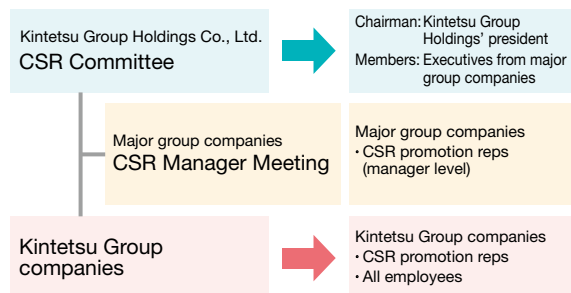 Kintetsu Group Holdings Co., Ltd.
CSR Committee
Chairman: Kintetsu Group
Holdings' president
Members: Executives from major
group companies
Major group companies
CSR Manager Meeting
Major group companies
・CSR promotion reps
(manager level)
Kintetsu Group
companies
Kintetsu Group companies
・CSR promotion reps
・All employees